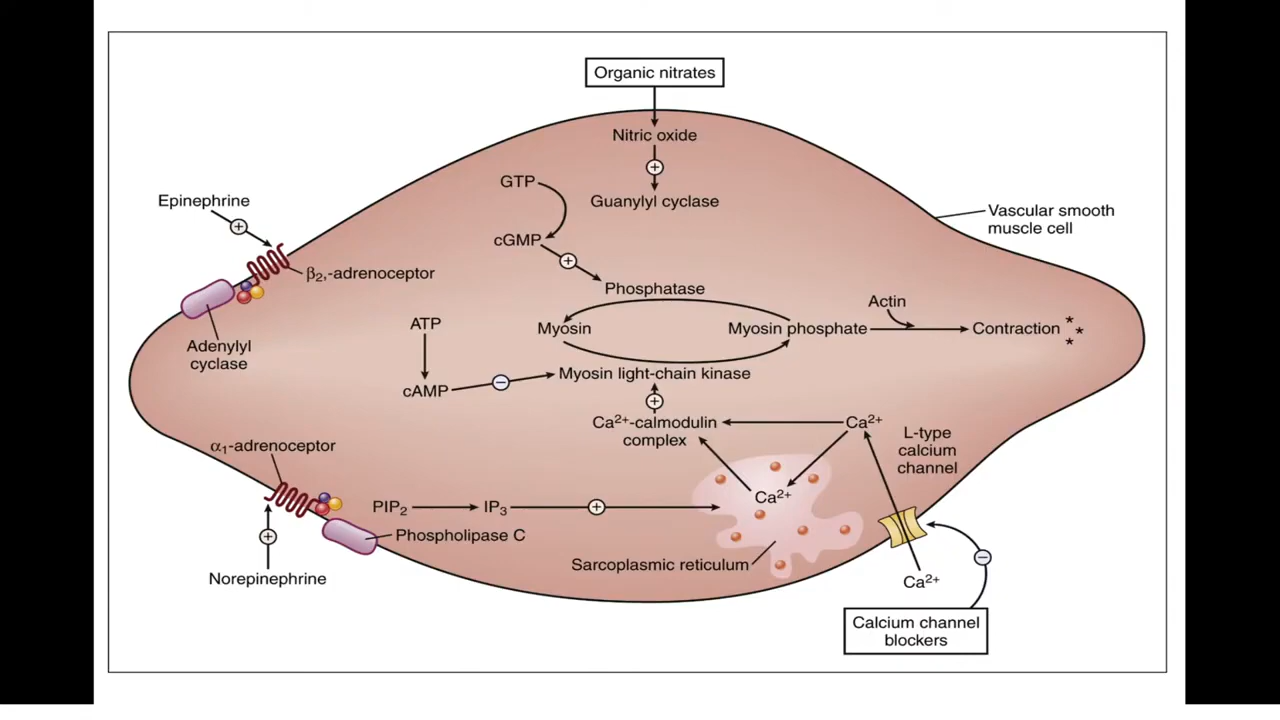 Organic nitrates
Nitric oxide
+
GTP
Guanylyl cyclase
Epinephrine
+
Vascular smooth
muscle cell
cGMP
+
β₂,-adrenoceptor
Phosphatase
Actin
ATP
Myosin
Myosin phosphate
Contraction ***
Adenylyl
cyclase
Myosin light-chain kinase
cAMP
−
+
Ca²⁺-calmodulin
complex
Ca²⁺
L-type
calcium
channel
α₁-adrenoceptor
Ca²⁺
PIP₂
IP₃
+
Phospholipase C
+
Sarcoplasmic reticulum
−
Norepinephrine
Ca²⁺
Calcium channel
blockers